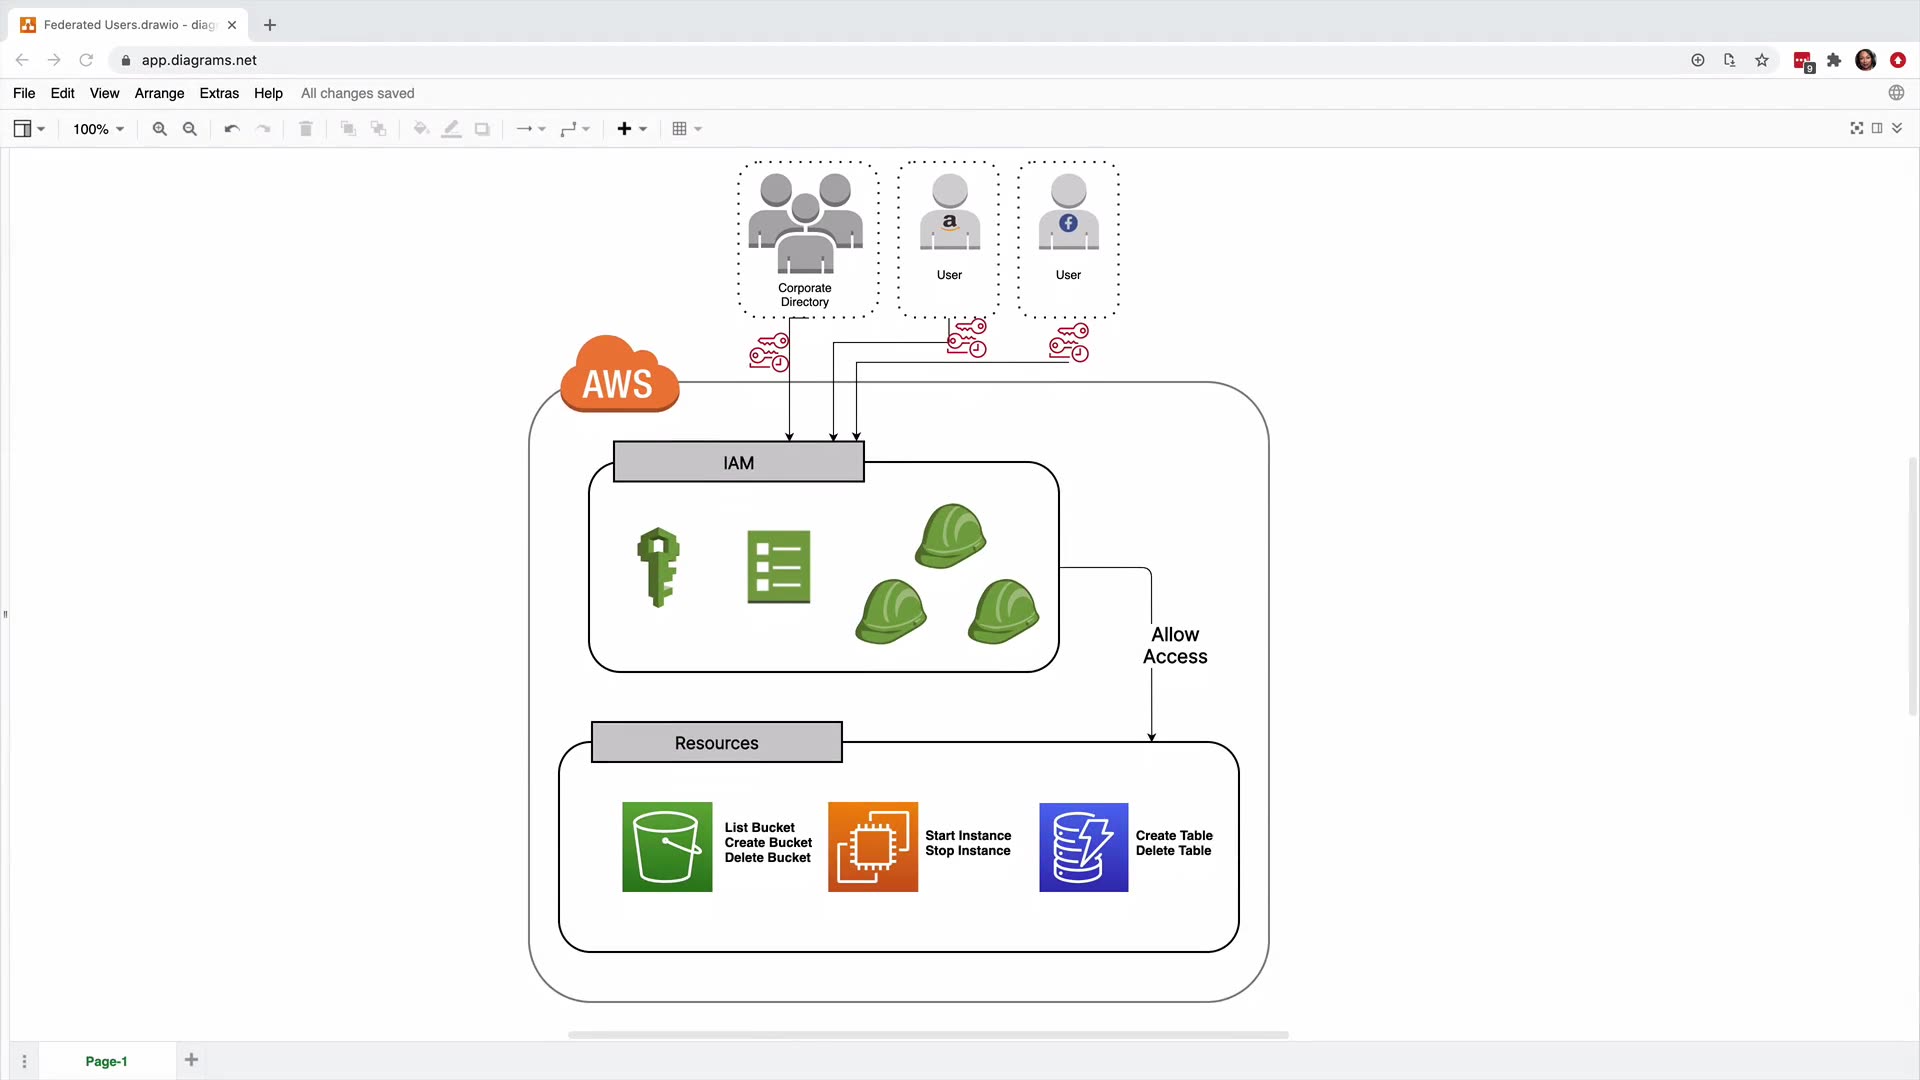 Federated Users.drawio - diag
app.diagrams.net
9
File Edit View Arrange Extras Help All changes saved
100%
a
f
Corporate
Directory
User
User
AWS
IAM
Allow
Access
Resources
List Bucket
Create Bucket
Delete Bucket
Start Instance
Stop Instance
Create Table
Delete Table
Page-1